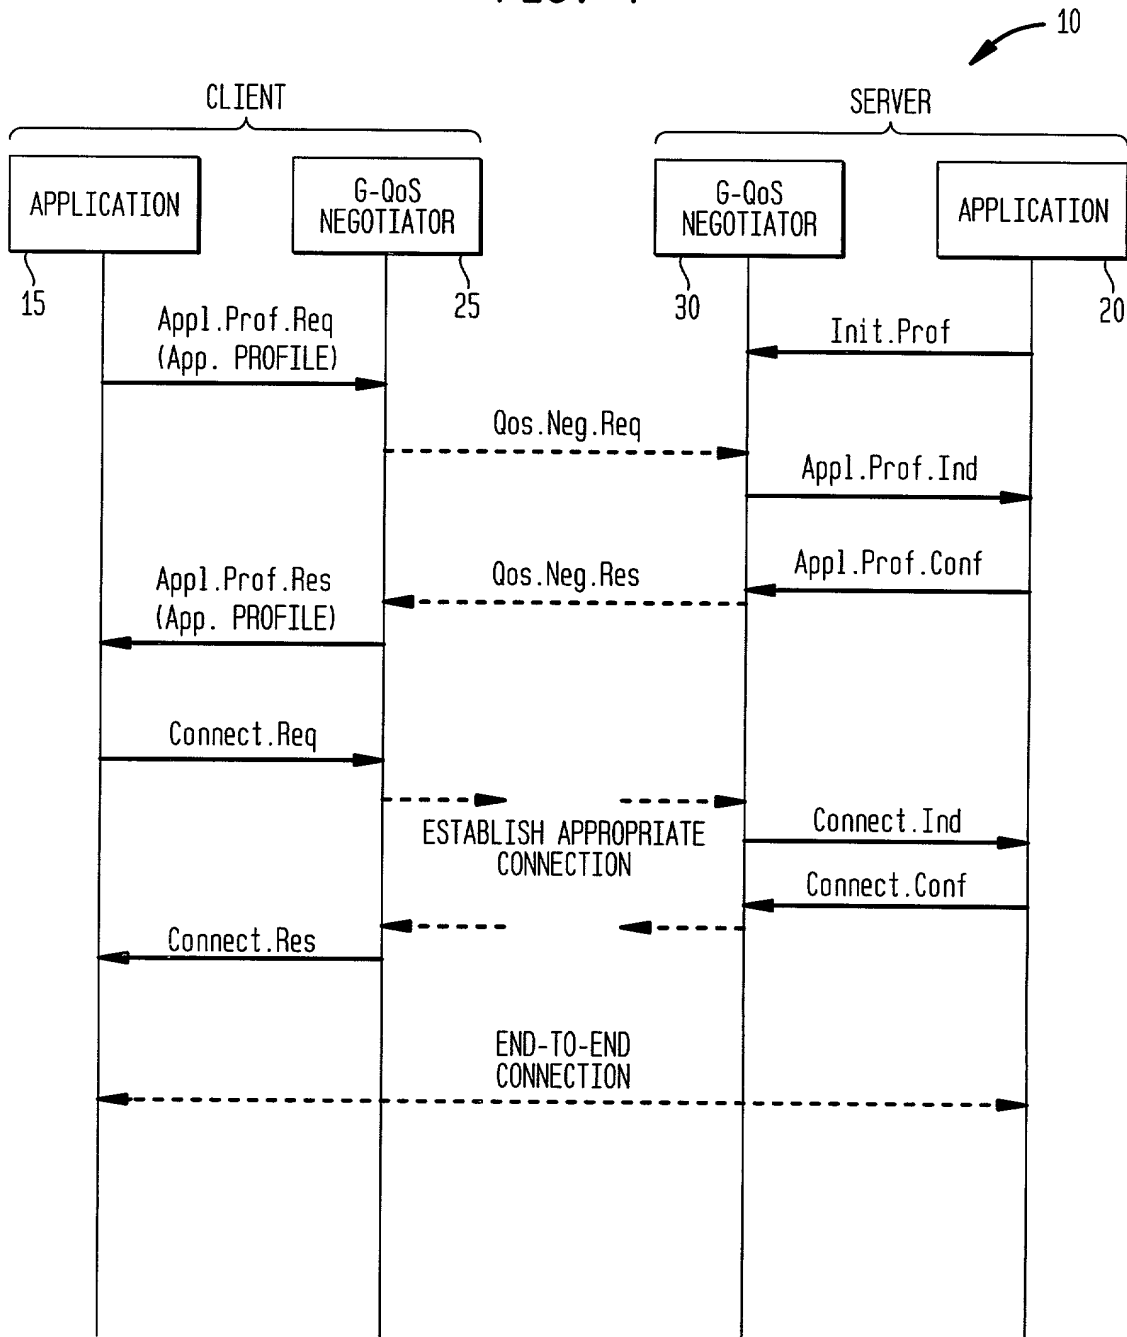 10
CLIENT
SERVER
APPLICATION
G-QoS
NEGOTIATOR
G-QoS
NEGOTIATOR
APPLICATION
15
25
30
20
Appl.Prof.Req
(App. PROFILE)
Init.Prof
Qos.Neg.Req
Appl.Prof.Ind
Appl.Prof.Conf
Qos.Neg.Res
Appl.Prof.Res
(App. PROFILE)
Connect.Req
ESTABLISH APPROPRIATE
CONNECTION
Connect.Ind
Connect.Conf
Connect.Res
END-TO-END
CONNECTION